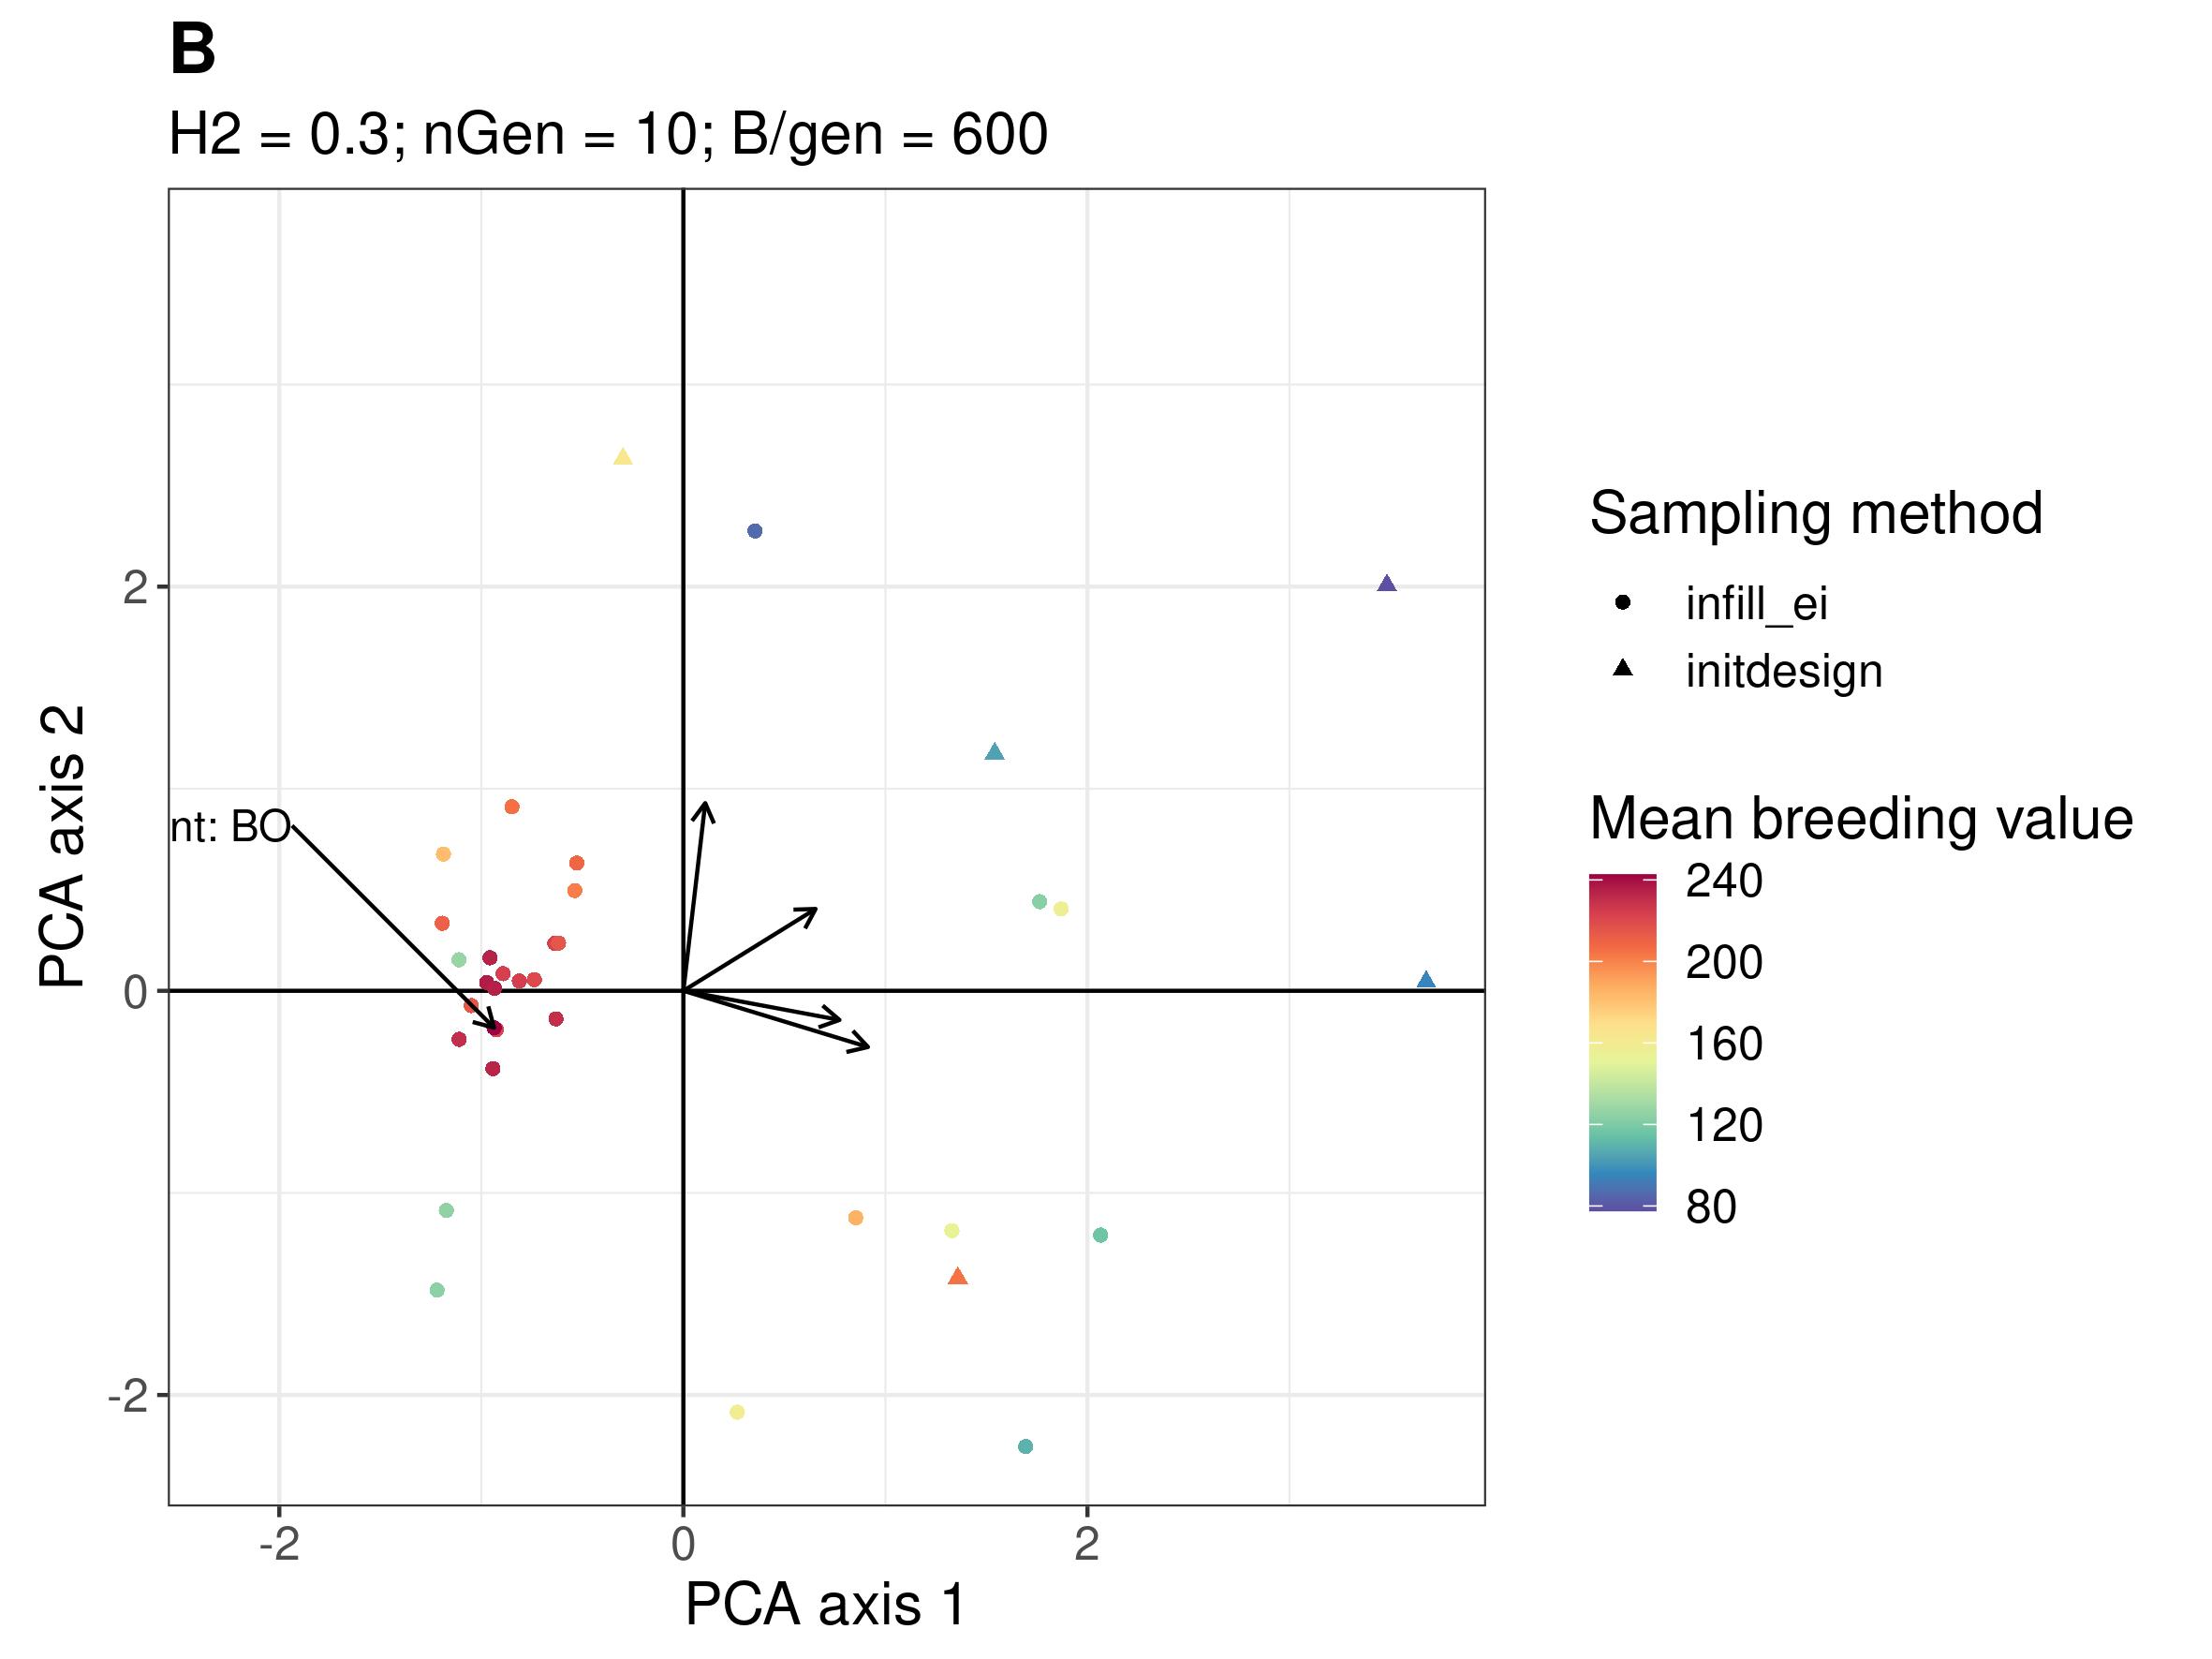 B
H2 = 0.3; nGen = 10; B/gen = 600
PCA axis 2
2
0
-2
nt: BO
-2
0
2
PCA axis 1
Sampling method
infill_ei
initdesign
Mean breeding value
240
200
160
120
80